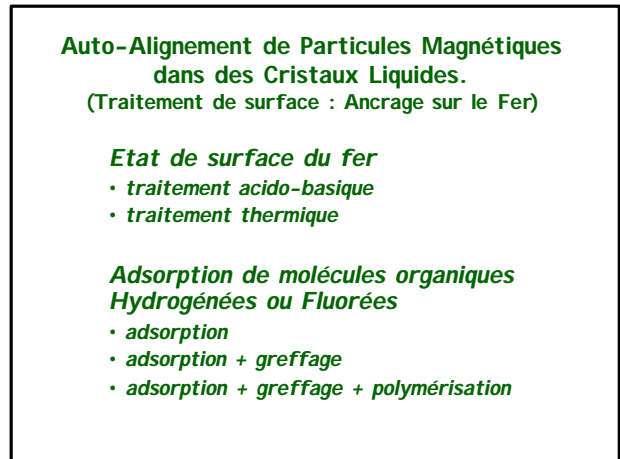 Auto-Alignement de Particules Magnétiques
dans des Cristaux Liquides.
(Traitement de surface : Ancrage sur le Fer)
Etat de surface du fer
• traitement acido-basique
• traitement thermique
Adsorption de molécules organiques
Hydrogénées ou Fluorées
• adsorption
• adsorption + greffage
• adsorption + greffage + polymérisation